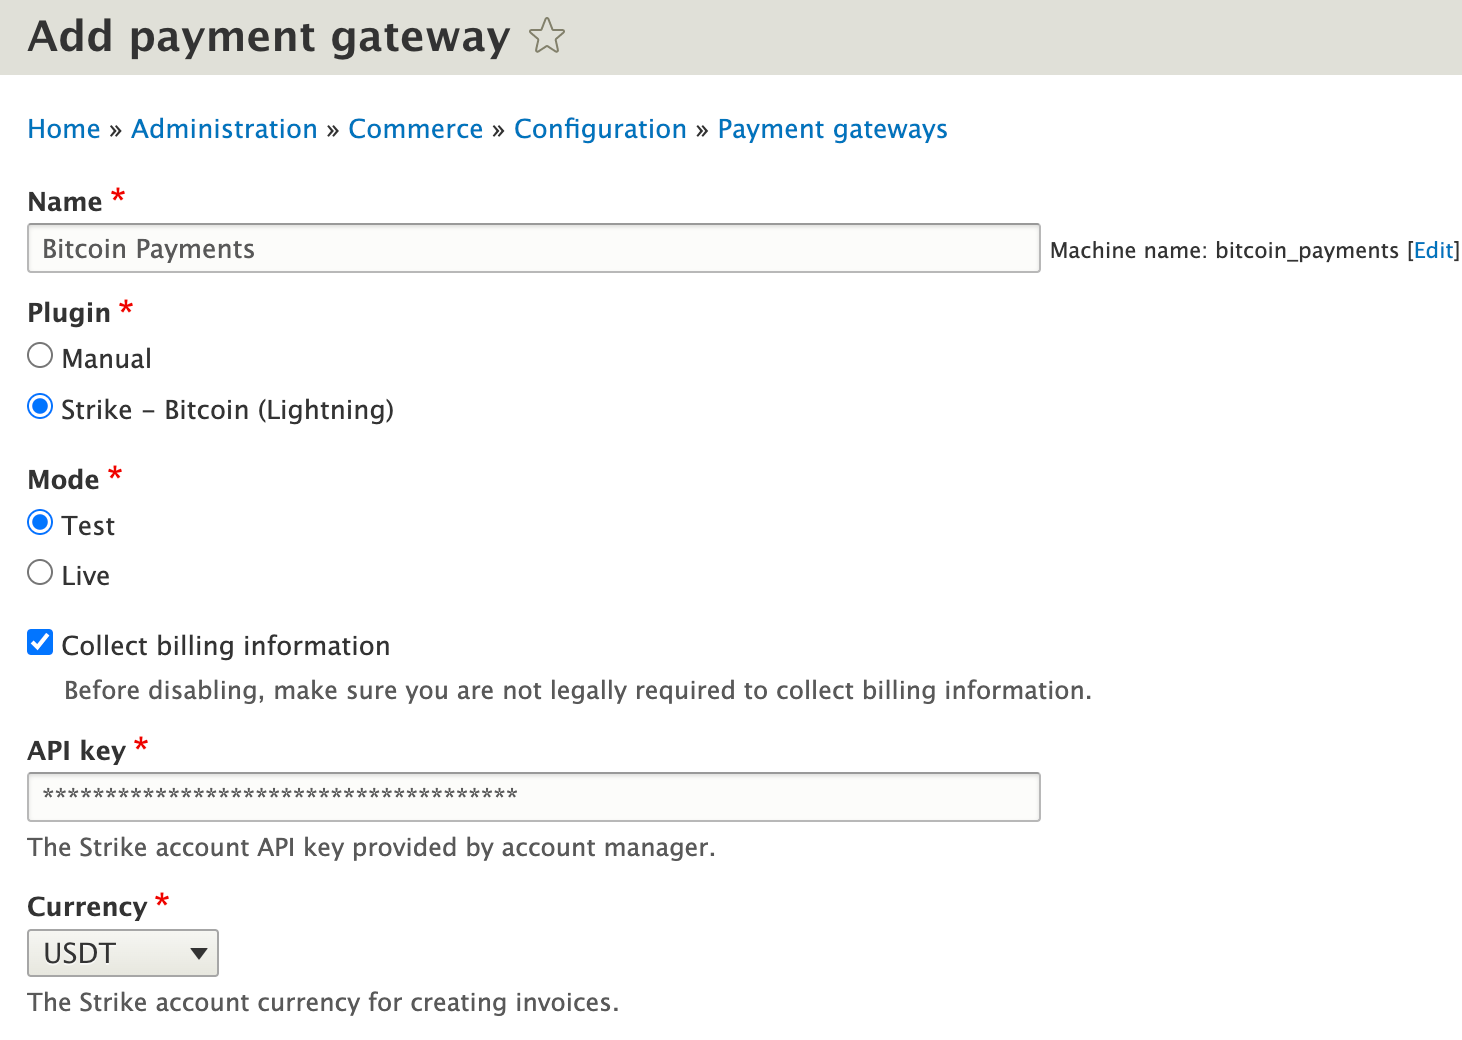 Add payment gateway
Home » Administration » Commerce » Configuration » Payment gateways
Name *
Bitcoin Payments
Machine name: bitcoin_payments [Edit]
Plugin *
Manual
Strike – Bitcoin (Lightning)
Mode *
Test
Live
Collect billing information
Before disabling, make sure you are not legally required to collect billing information.
API key *
**************************************
The Strike account API key provided by account manager.
Currency *
USDT
The Strike account currency for creating invoices.